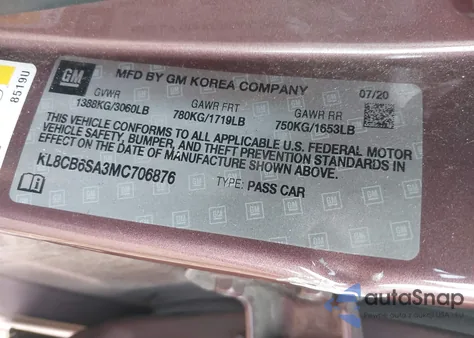 8519U
GM MFD BY GM KOREA COMPANY
GVWR GAWR FRT GAWR RR 07/20
1388KG/3060LB 780KG/1719LB 750KG/1653LB
THIS VEHICLE CONFORMS TO ALL APPLICABLE U.S. FEDERAL MOTOR
VEHICLE SAFETY, BUMPER, AND THEFT PREVENTION STANDARDS IN
EFFECT ON THE DATE OF MANUFACTURE SHOWN ABOVE.
KL8CB6SA3MC706876 TYPE: PASS CAR
autoSnap